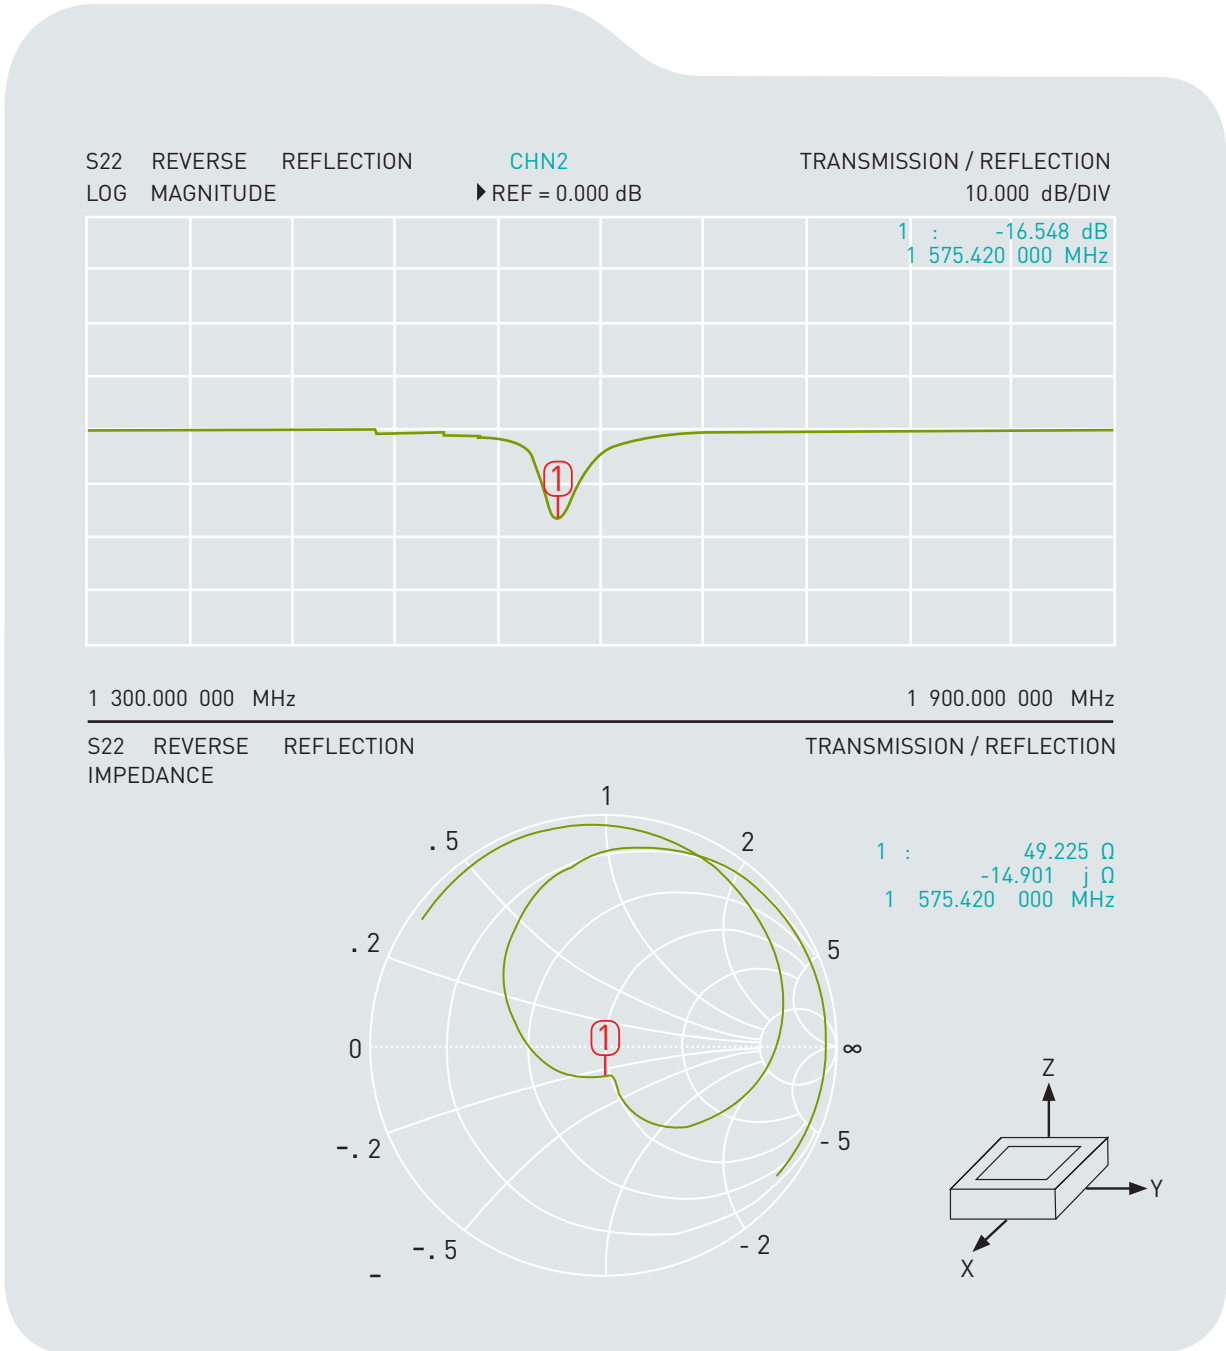 S22 REVERSE REFLECTION CHN2 TRANSMISSION / REFLECTION
LOG MAGNITUDE REF = 0.000 dB 10.000 dB/DIV
1 : -16.548 dB
1 575.420 000 MHz
1
1 300.000 000 MHz 1 900.000 000 MHz
S22 REVERSE REFLECTION TRANSMISSION / REFLECTION
IMPEDANCE
1
. 5 2
1 : 49.225 Ω
-14.901 j Ω
1 575.420 000 MHz
. 2 5
1
0 ∞
Z
-. 2 - 5
Y
-. 5 - 2
X
-